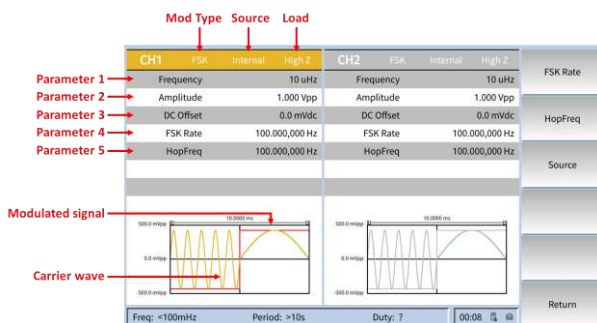 Mod Type Source Load
CH1 FSK Internal High Z
CH2 FSK Internal High Z
FSK Rate
Parameter 1 Frequency 10 uHz Frequency 10 uHz
Parameter 2 Amplitude 1.000 Vpp Amplitude 1.000 Vpp
HopFreq
Parameter 3 DC Offset 0.0 mVdc DC Offset 0.0 mVdc
Parameter 4 FSK Rate 100.000,000 Hz FSK Rate 100.000,000 Hz
Parameter 5 HopFreq 100.000,000 Hz HopFreq 100.000,000 Hz
Source
Modulated signal
10.0000 ms 10.0000 ms
500.0 mVpp 500.0 mVpp
0.0 mVpp 0.0 mVpp
Carrier wave
-500.0 mVpp -500.0 mVpp
Return
Freq: <100mHz Period: >10s Duty: ? 00:08